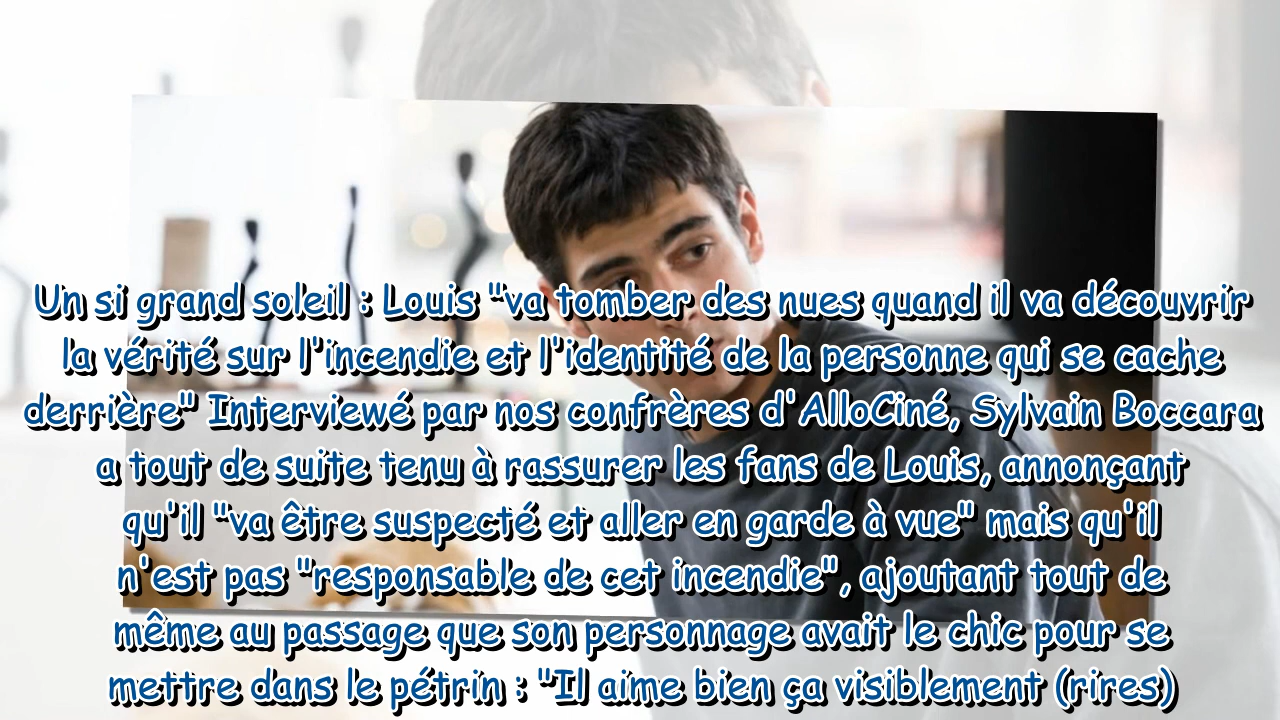 Un si grand soleil : Louis "va tomber des nues quand il va découvrir
la vérité sur l'incendie et l'identité de la personne qui se cache
derrière" Interviewé par nos confrères d'AlloCiné, Sylvain Boccara
a tout de suite tenu à rassurer les fans de Louis, annonçant
qu'il "va être suspecté et aller en garde à vue" mais qu'il
n'est pas "responsable de cet incendie", ajoutant tout de
même au passage que son personnage avait le chic pour se
mettre dans le pétrin : "Il aime bien ça visiblement (rires)